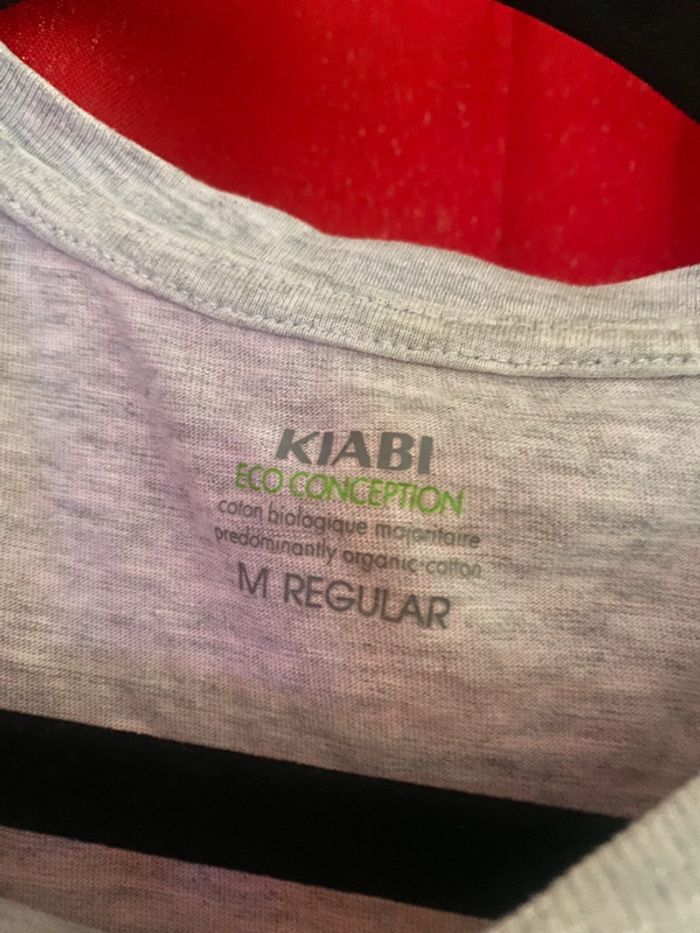 KIABI
ECO CONCEPTION
coton biologique majoritaire
predominantly organic cotton
M REGULAR